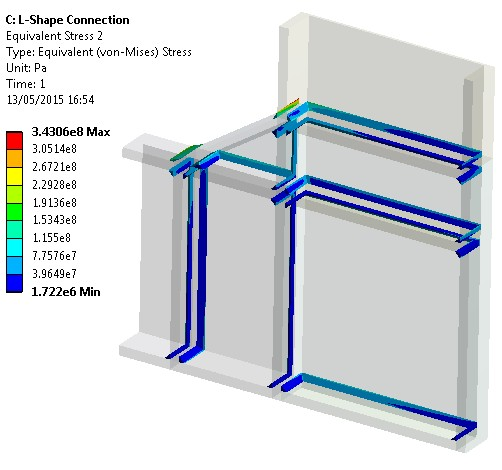 C: L-Shape Connection
Equivalent Stress 2
Type: Equivalent (von-Mises) Stress
Unit: Pa
Time: 1
13/05/2015 16:54
3.4306e8 Max
3.0514e8
2.6721e8
2.2928e8
1.9136e8
1.5343e8
1.155e8
7.7576e7
3.9649e7
1.722e6 Min